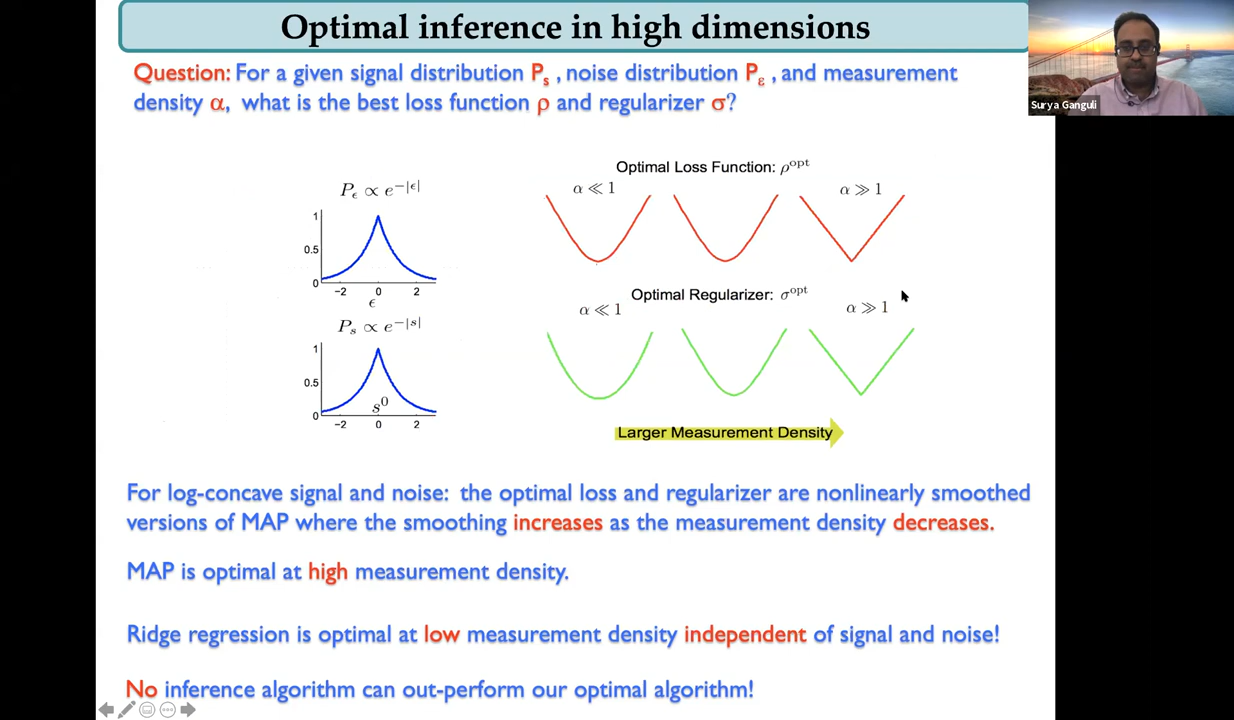 Optimal inference in high dimensions
Question: For a given signal distribution Pₛ , noise distribution P_ε , and measurement
density α, what is the best loss function ρ and regularizer σ?
Surya Ganguli
Optimal Loss Function: ρ^opt
α ≪ 1
α ≫ 1
P_ϵ ∝ e^{−|ϵ|}
1
0.5
0
−2 0 2
ϵ
Optimal Regularizer: σ^opt
α ≪ 1
α ≫ 1
P_s ∝ e^{−|s|}
1
0.5
0
s⁰
−2 0 2
Larger Measurement Density
For log-concave signal and noise: the optimal loss and regularizer are nonlinearly smoothed
versions of MAP where the smoothing increases as the measurement density decreases.
MAP is optimal at high measurement density.
Ridge regression is optimal at low measurement density independent of signal and noise!
No inference algorithm can out-perform our optimal algorithm!